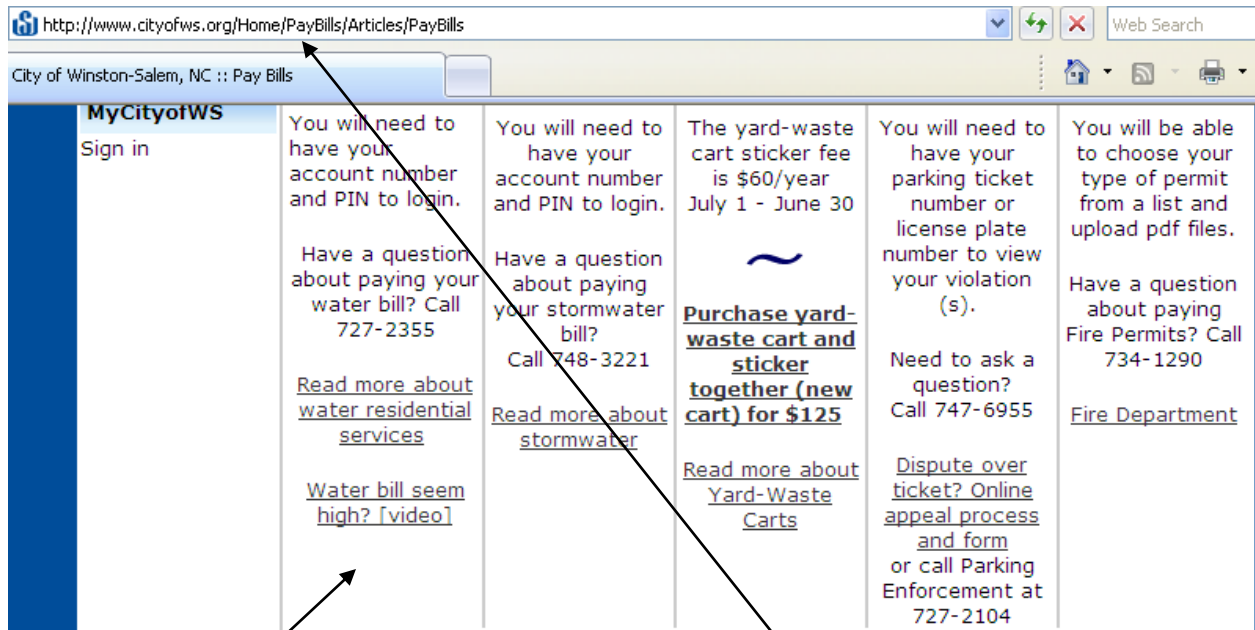 http://www.cityofws.org/Home/PayBills/Articles/PayBills
Web Search
City of Winston-Salem, NC :: Pay Bills
MyCityofWS
Sign in
You will need to
have your
account number
and PIN to login.
Have a question
about paying your
water bill? Call
727-2355
Read more about
water residential
services
Water bill seem
high? [video]
You will need to
have your
account number
and PIN to login.
Have a question
about paying
your stormwater
bill?
Call 748-3221
Read more about
stormwater
The yard-waste
cart sticker fee
is $60/year
July 1 - June 30
~
Purchase yard-
waste cart and
sticker
together (new
cart) for $125
Read more about
Yard-Waste
Carts
You will need to
have your
parking ticket
number or
license plate
number to view
your violation
(s).
Need to ask a
question?
Call 747-6955
Dispute over
ticket? Online
appeal process
and form
or call Parking
Enforcement at
727-2104
You will be able
to choose your
type of permit
from a list and
upload pdf files.
Have a question
about paying
Fire Permits? Call
734-1290
Fire Department